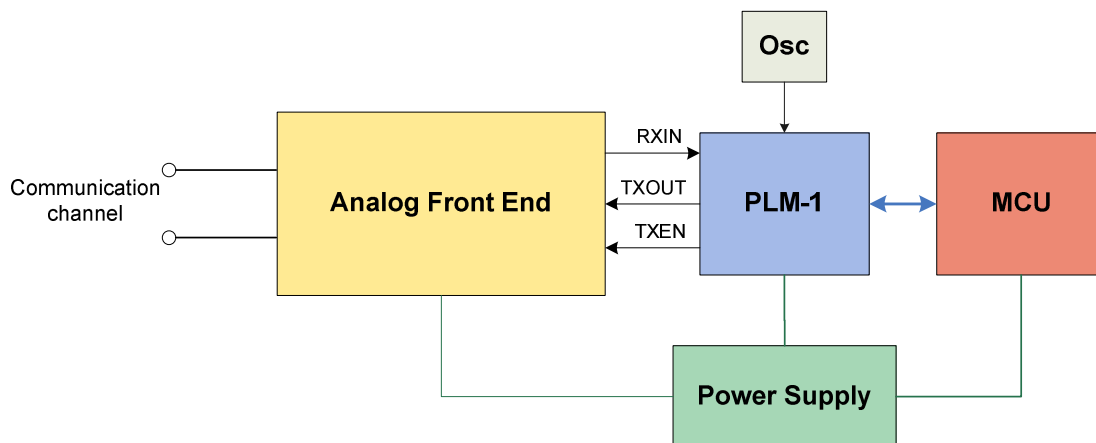 Osc
RXIN
Communication
channel
Analog Front End
TXOUT
PLM-1
MCU
TXEN
Power Supply